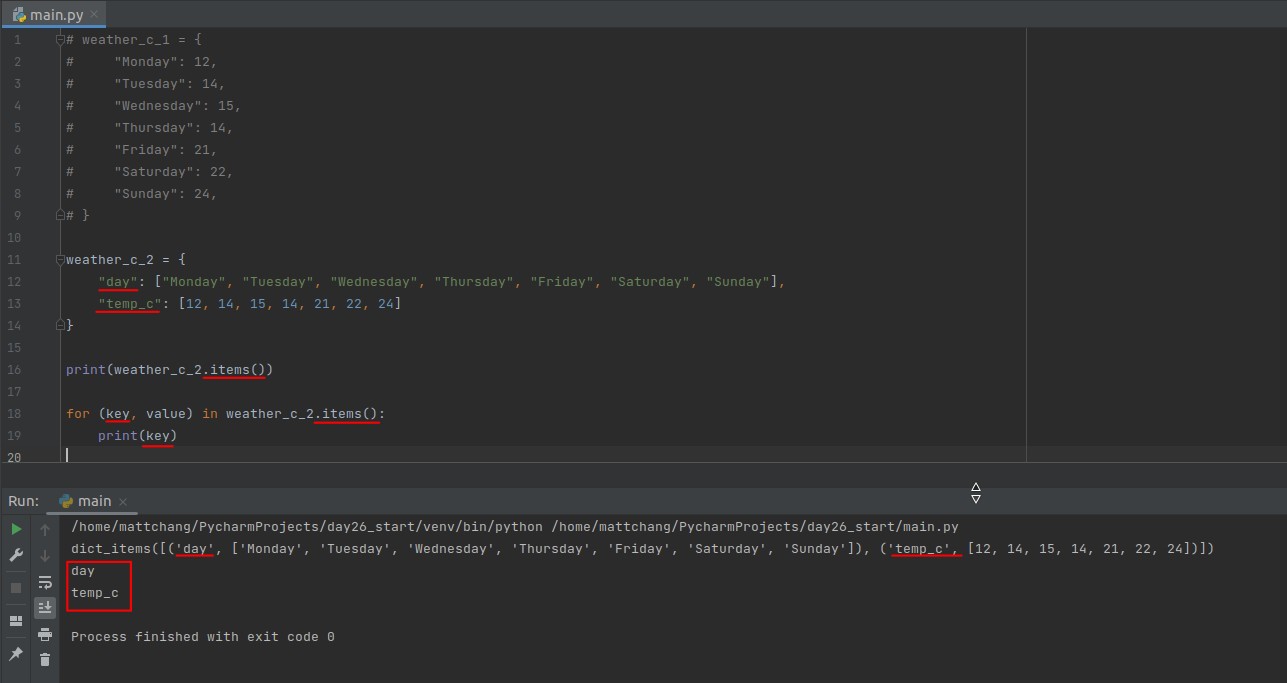 main.py
1 # weather_c_1 = {
2 #     "Monday": 12,
3 #     "Tuesday": 14,
4 #     "Wednesday": 15,
5 #     "Thursday": 14,
6 #     "Friday": 21,
7 #     "Saturday": 22,
8 #     "Sunday": 24,
9 # }
10
11 weather_c_2 = {
12     "day": ["Monday", "Tuesday", "Wednesday", "Thursday", "Friday", "Saturday", "Sunday"],
13     "temp_c": [12, 14, 15, 14, 21, 22, 24]
14 }
15
16 print(weather_c_2.items())
17
18 for (key, value) in weather_c_2.items():
19     print(key)
20
Run: main
/home/mattchang/PycharmProjects/day26_start/venv/bin/python /home/mattchang/PycharmProjects/day26_start/main.py
dict_items([('day', ['Monday', 'Tuesday', 'Wednesday', 'Thursday', 'Friday', 'Saturday', 'Sunday']), ('temp_c', [12, 14, 15, 14, 21, 22, 24])])
day
temp_c
Process finished with exit code 0